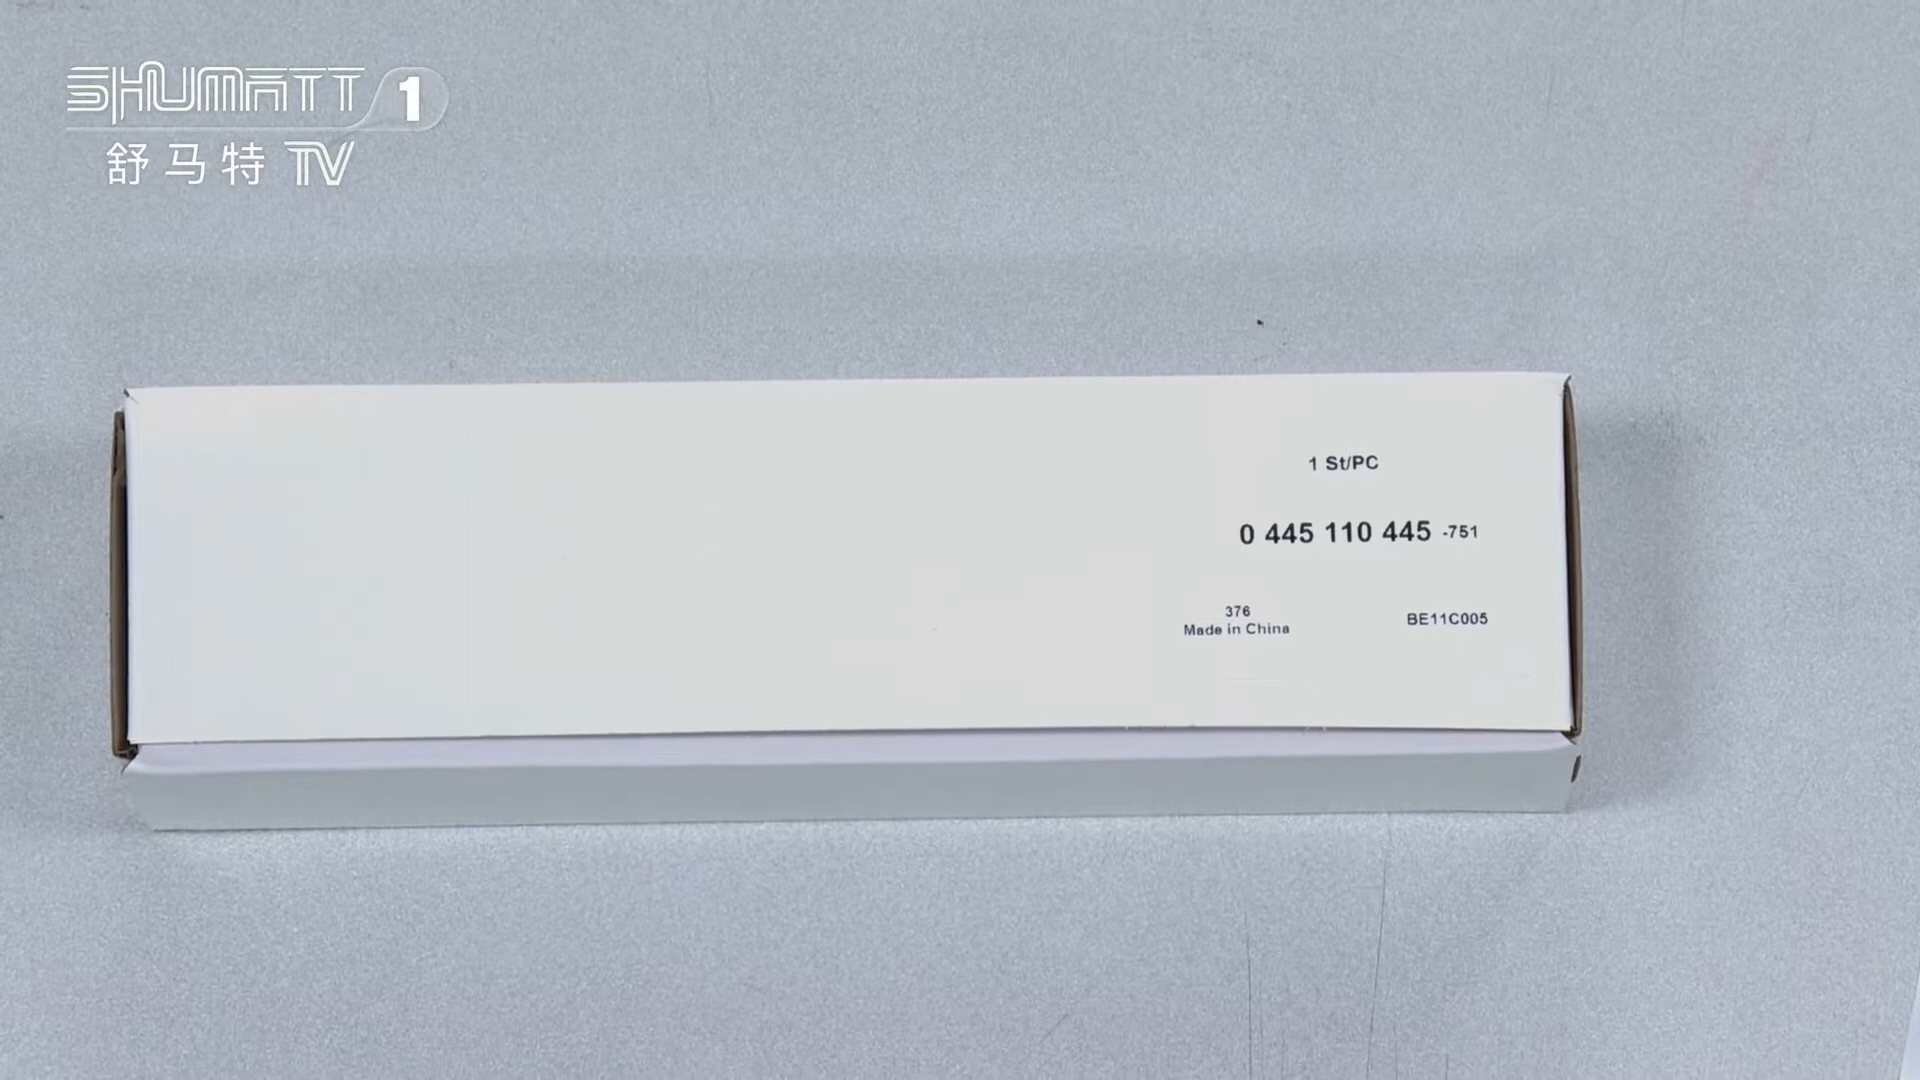 SHUMATT 1
舒马特 TV
1 St/PC
0 445 110 445 -751
376
Made in China
BE11C005